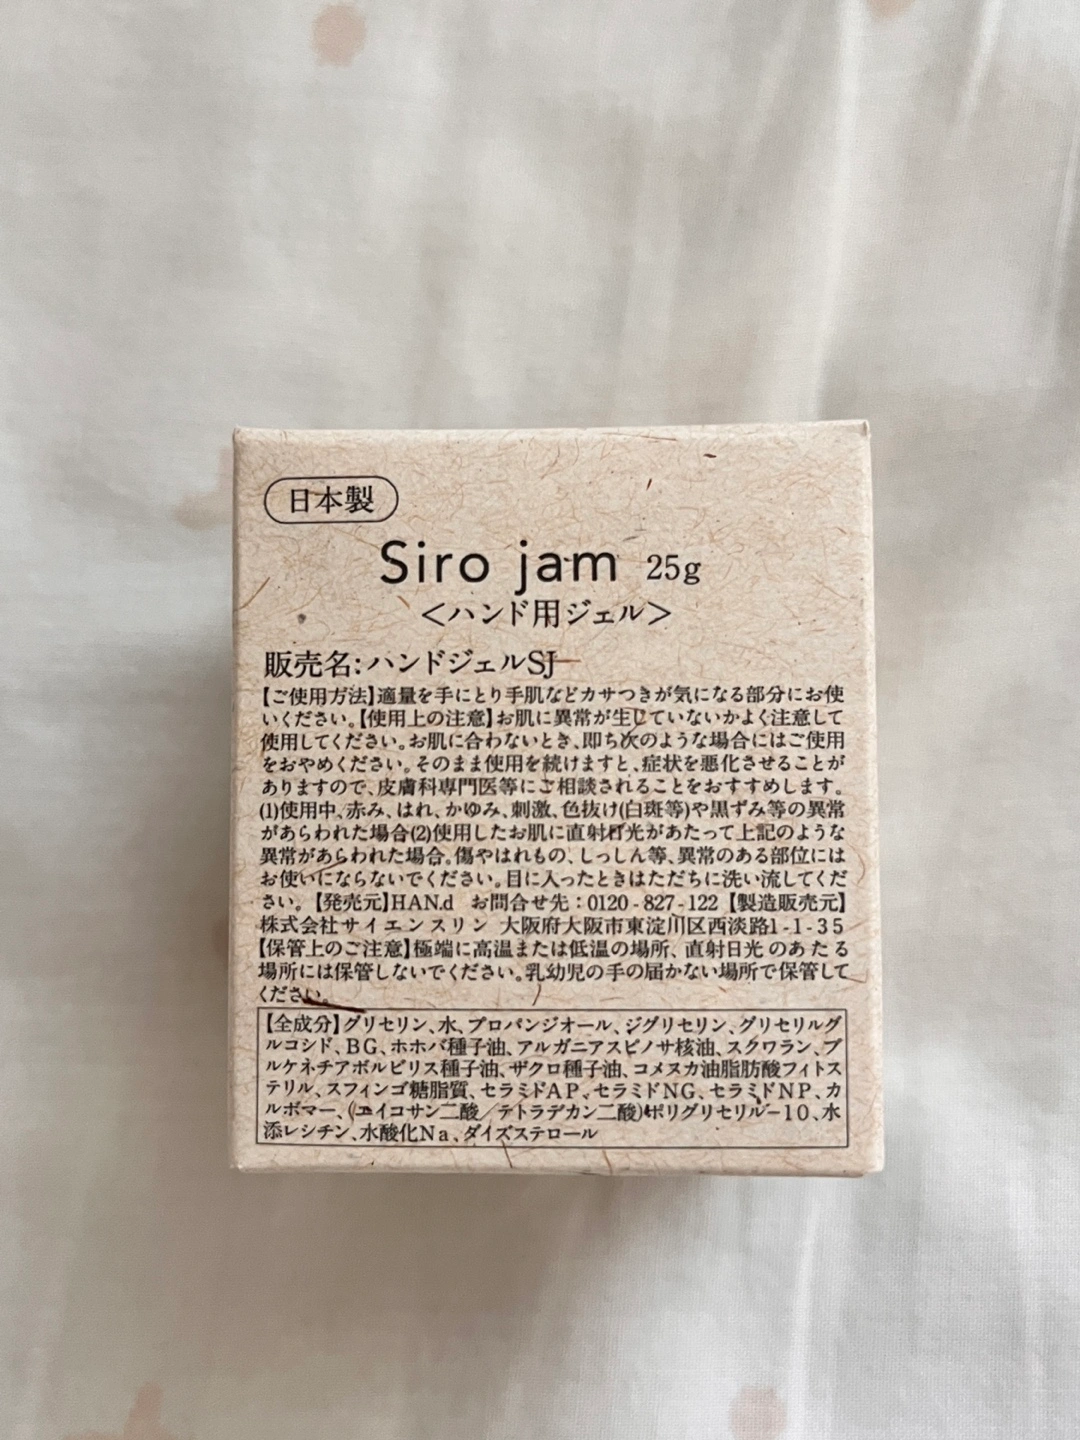 日本製
Siro jam 25g
＜ハンド用ジェル＞
販売名:ハンドジェルSJ
【ご使用方法】適量を手にとり手肌などカサつきが気になる部分にお使
いください。【使用上の注意】お肌に異常が生じていないかよく注意して
使用してください。お肌に合わないとき、即ち次のような場合にはご使用
をおやめください。そのまま使用を続けますと、症状を悪化させることが
ありますので、皮膚科専門医等にご相談されることをおすすめします。
(1)使用中、赤み、はれ、かゆみ、刺激、色抜け(白斑等)や黒ずみ等の異常
があらわれた場合(2)使用したお肌に直射日光があたって上記のような
異常があらわれた場合。傷やはれもの、しっしん等、異常のある部位には
お使いにならないでください。目に入ったときはただちに洗い流してくだ
さい。【発売元】HAN.d お問合せ先：0120-827-122【製造販売元】
株式会社サイエンスリン 大阪府大阪市東淀川区西淡路1-1-35
【保管上のご注意】極端に高温または低温の場所、直射日光のあたる
場所には保管しないでください。乳幼児の手の届かない場所で保管して
ください。
【全成分】グリセリン、水、プロパンジオール、ジグリセリン、グリセリルグ
ルコシド、BG、ホホバ種子油、アルガニアスピノサ核油、スクワラン、プ
ルケネチアボルビリス種子油、ザクロ種子油、コメヌカ油脂肪酸フィトス
テリル、スフィンゴ糖脂質、セラミドAP、セラミドNG、セラミドNP、カ
ルボマー、(エイコサン二酸／テトラデカン二酸)ポリグリセリル－10、水
添レシチン、水酸化Na、ダイズステロール